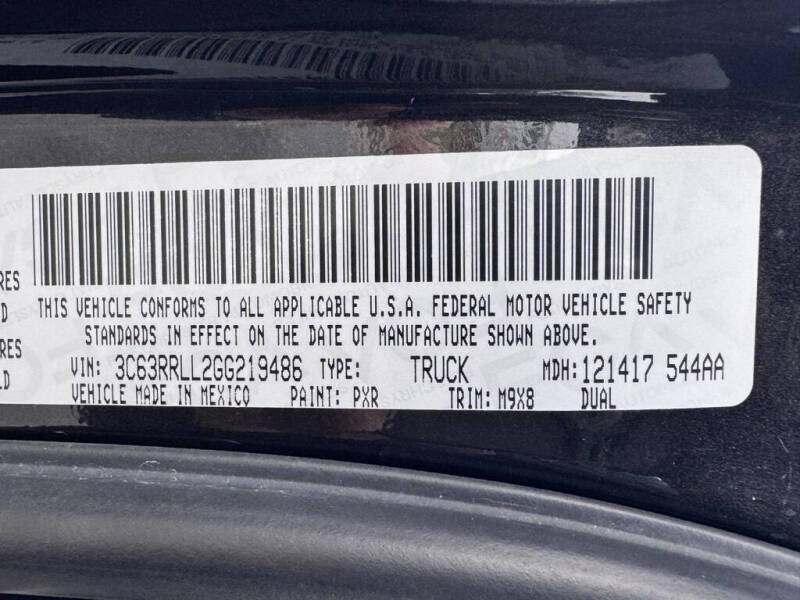 THIS VEHICLE CONFORMS TO ALL APPLICABLE U.S.A. FEDERAL MOTOR VEHICLE SAFETY
STANDARDS IN EFFECT ON THE DATE OF MANUFACTURE SHOWN ABOVE.
VIN: 3C63RRLL2GG219486 TYPE: TRUCK MDH: 121417 544AA
VEHICLE MADE IN MEXICO PAINT: PXR TRIM: M9X8 DUAL